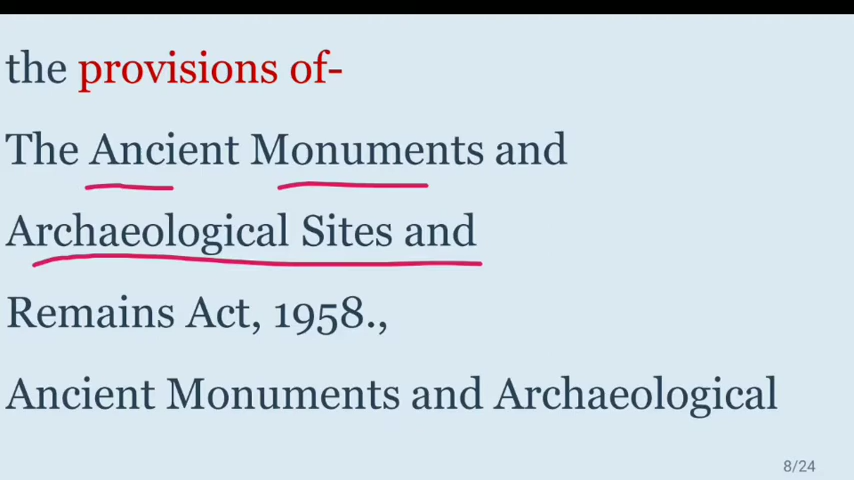 the provisions of-
The Ancient Monuments and
Archaeological Sites and
Remains Act, 1958.,
Ancient Monuments and Archaeological
8/24